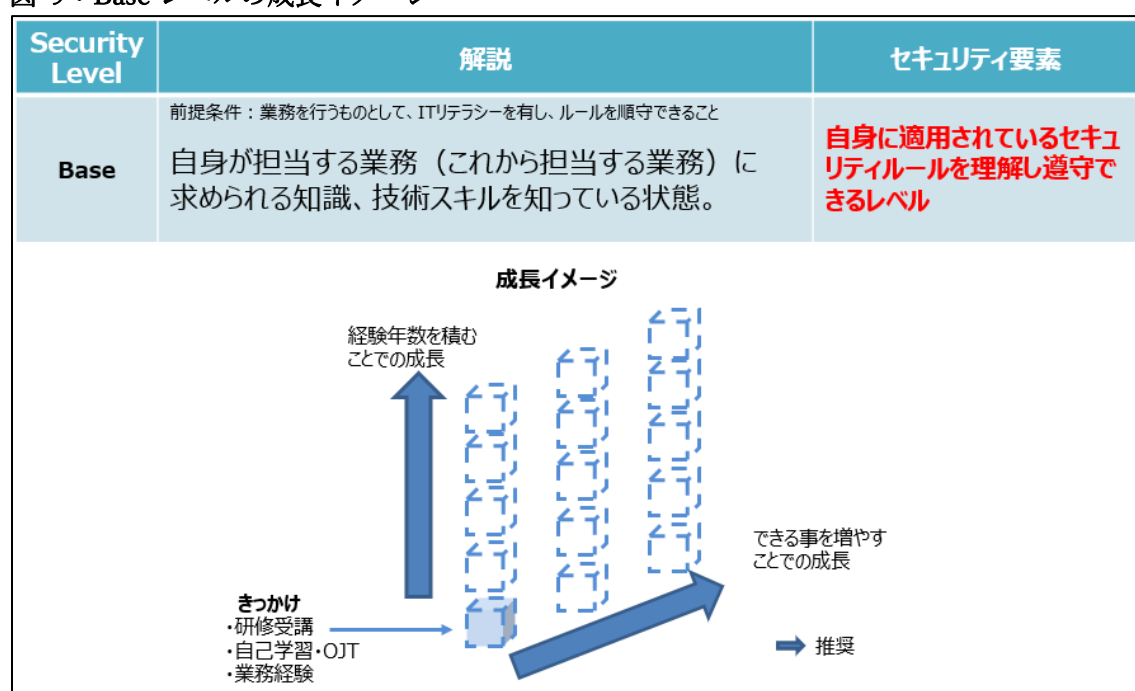 Security
Level
解説
セキュリティ要素
Base
前提条件：業務を行うものとして、ITリテラシーを有し、ルールを順守できること
自身が担当する業務（これから担当する業務）に
求められる知識、技術スキルを知っている状態。
自身に適用されているセキュ
リティルールを理解し遵守で
きるレベル
成長イメージ
経験年数を積む
ことでの成長
できる事を増やす
ことでの成長
きっかけ
・研修受講
・自己学習・OJT
・業務経験
推奨